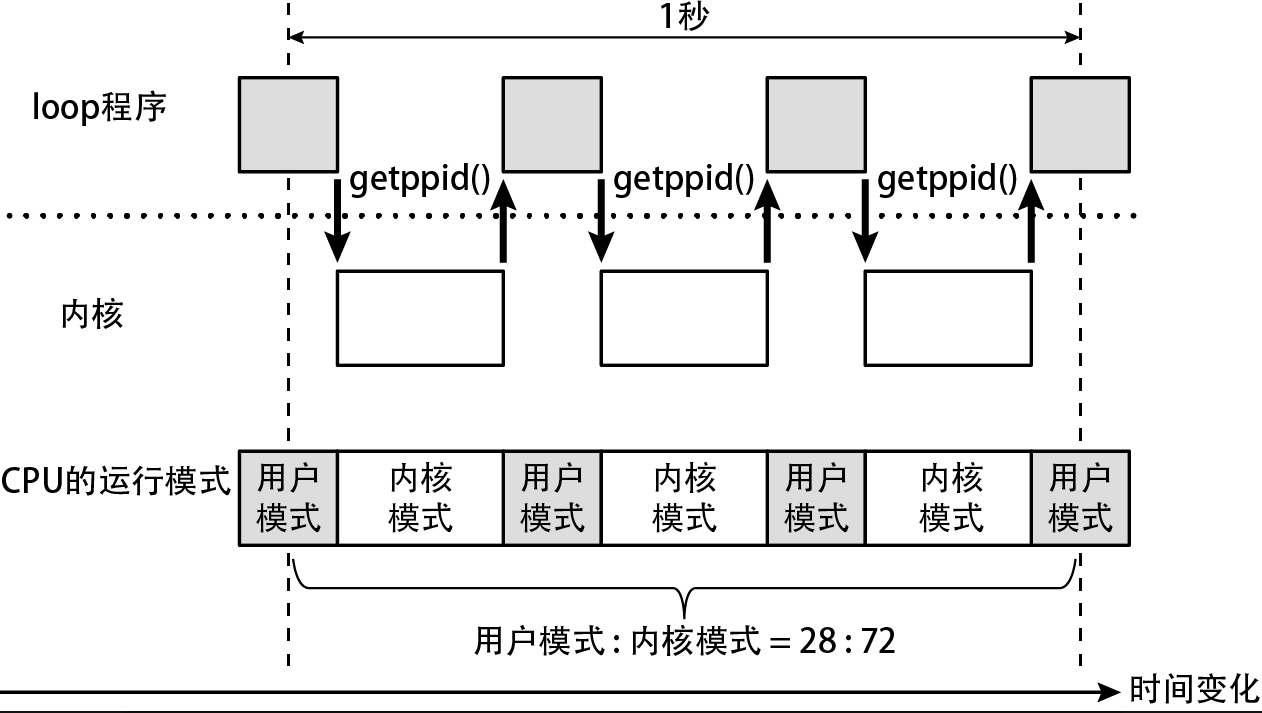 1秒
loop程序
getppid() getppid() getppid()
内核
CPU的运行模式
用户模式
内核模式
用户模式
内核模式
用户模式
内核模式
用户模式
用户模式:内核模式=28:72
时间变化